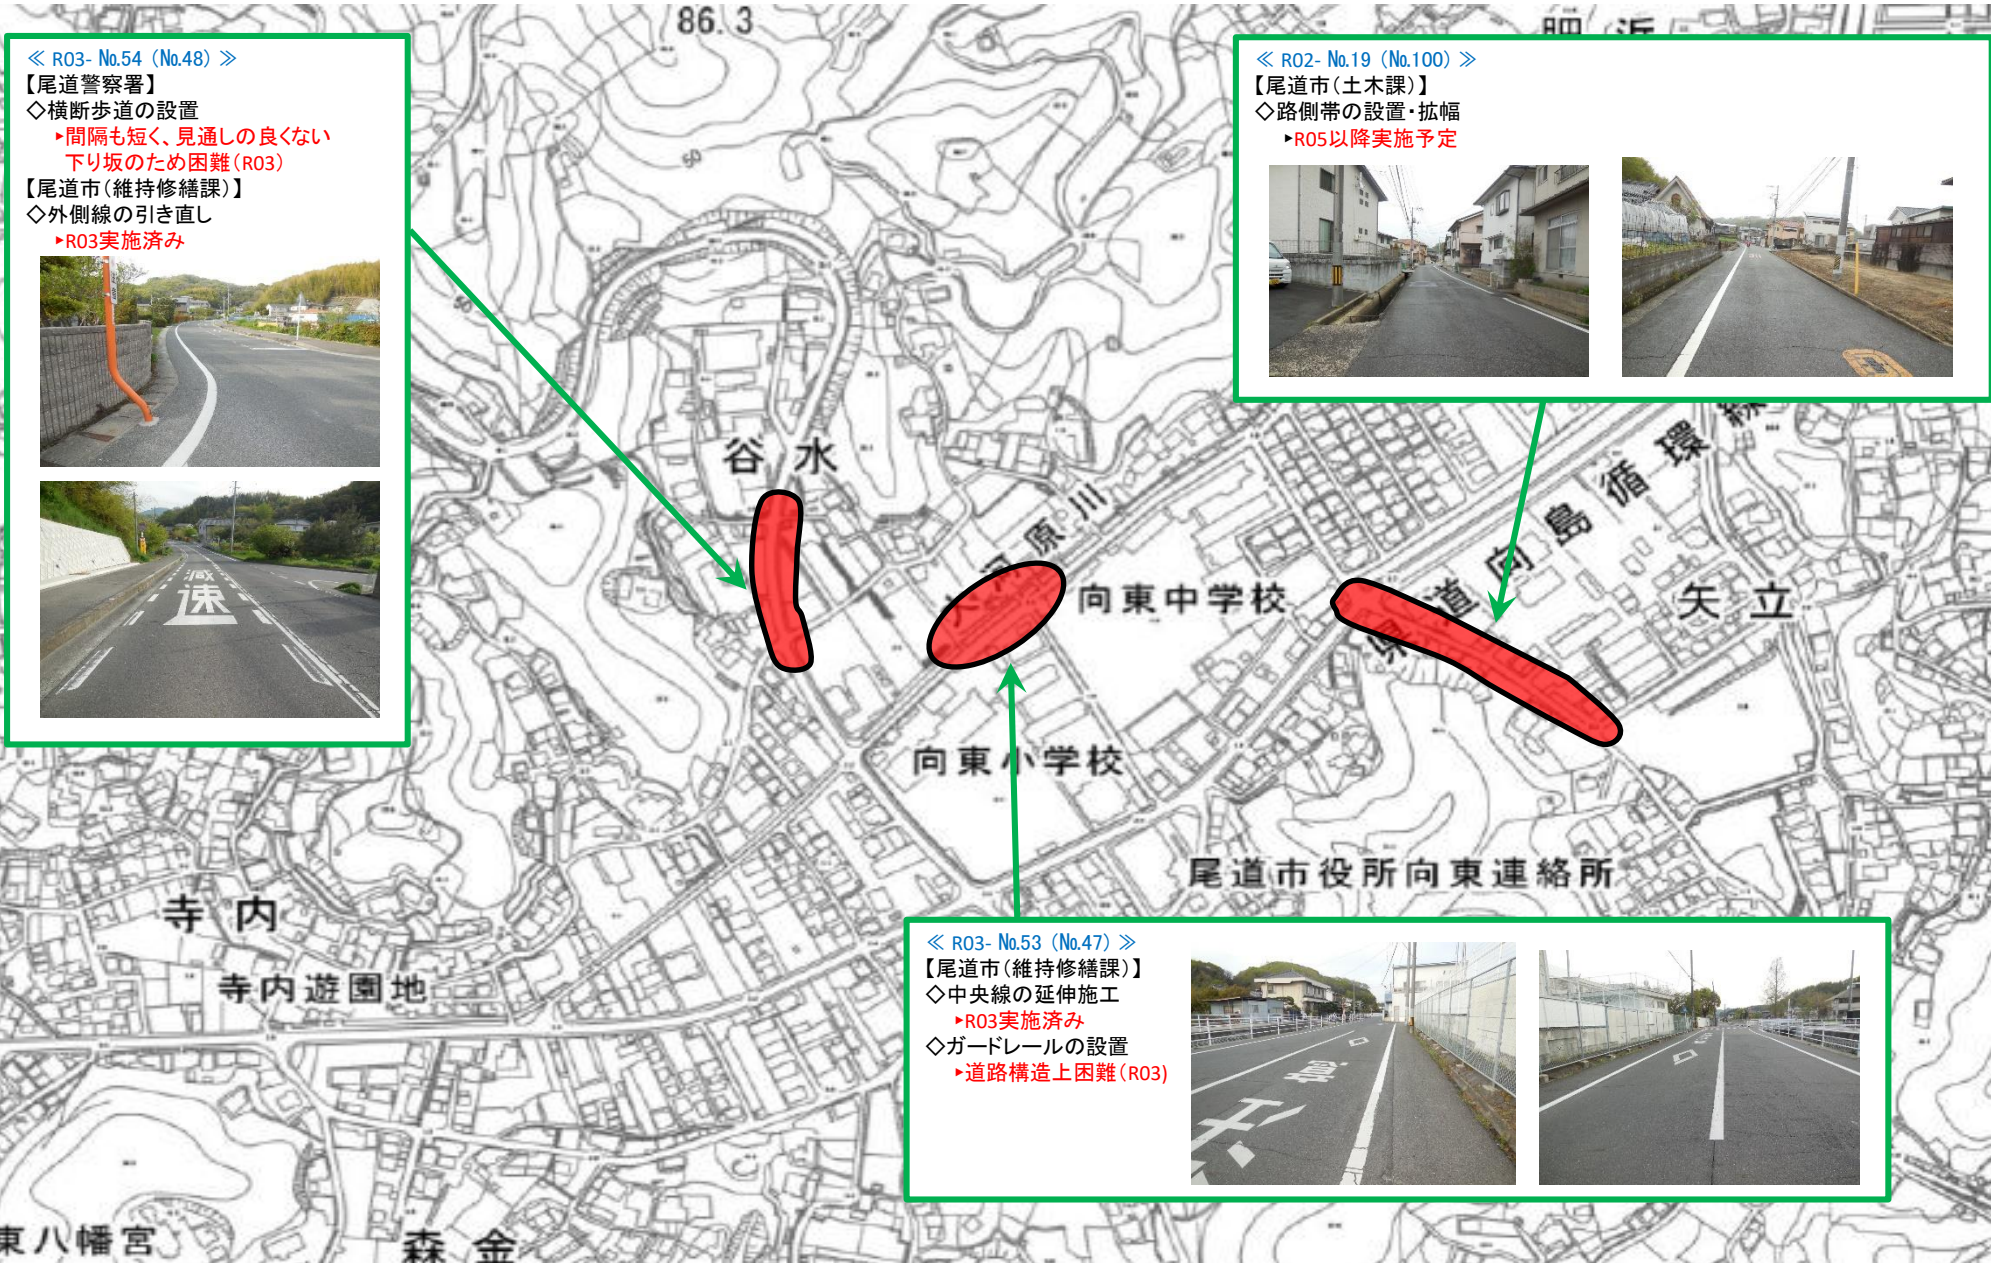 ≪ R03- No.54 (No.48) ≫
【尾道警察署】
◇横断歩道の設置
▸間隔も短く、見通しの良くない
下り坂のため困難(R03)
【尾道市(維持修繕課)】
◇外側線の引き直し
▸R03実施済み
減速
≪ R02- No.19 (No.100) ≫
【尾道市(土木課)】
◇路側帯の設置・拡幅
▸R05以降実施予定
≪ R03- No.53 (No.47) ≫
【尾道市(維持修繕課)】
◇中央線の延伸施工
▸R03実施済み
◇ガードレールの設置
▸道路構造上困難(R03)
86.3
50
50
谷水
原川
向東中学校
県道向島循環線
矢立
向東小学校
尾道市役所向東連絡所
寺内
寺内遊園地
東八幡宮
森金